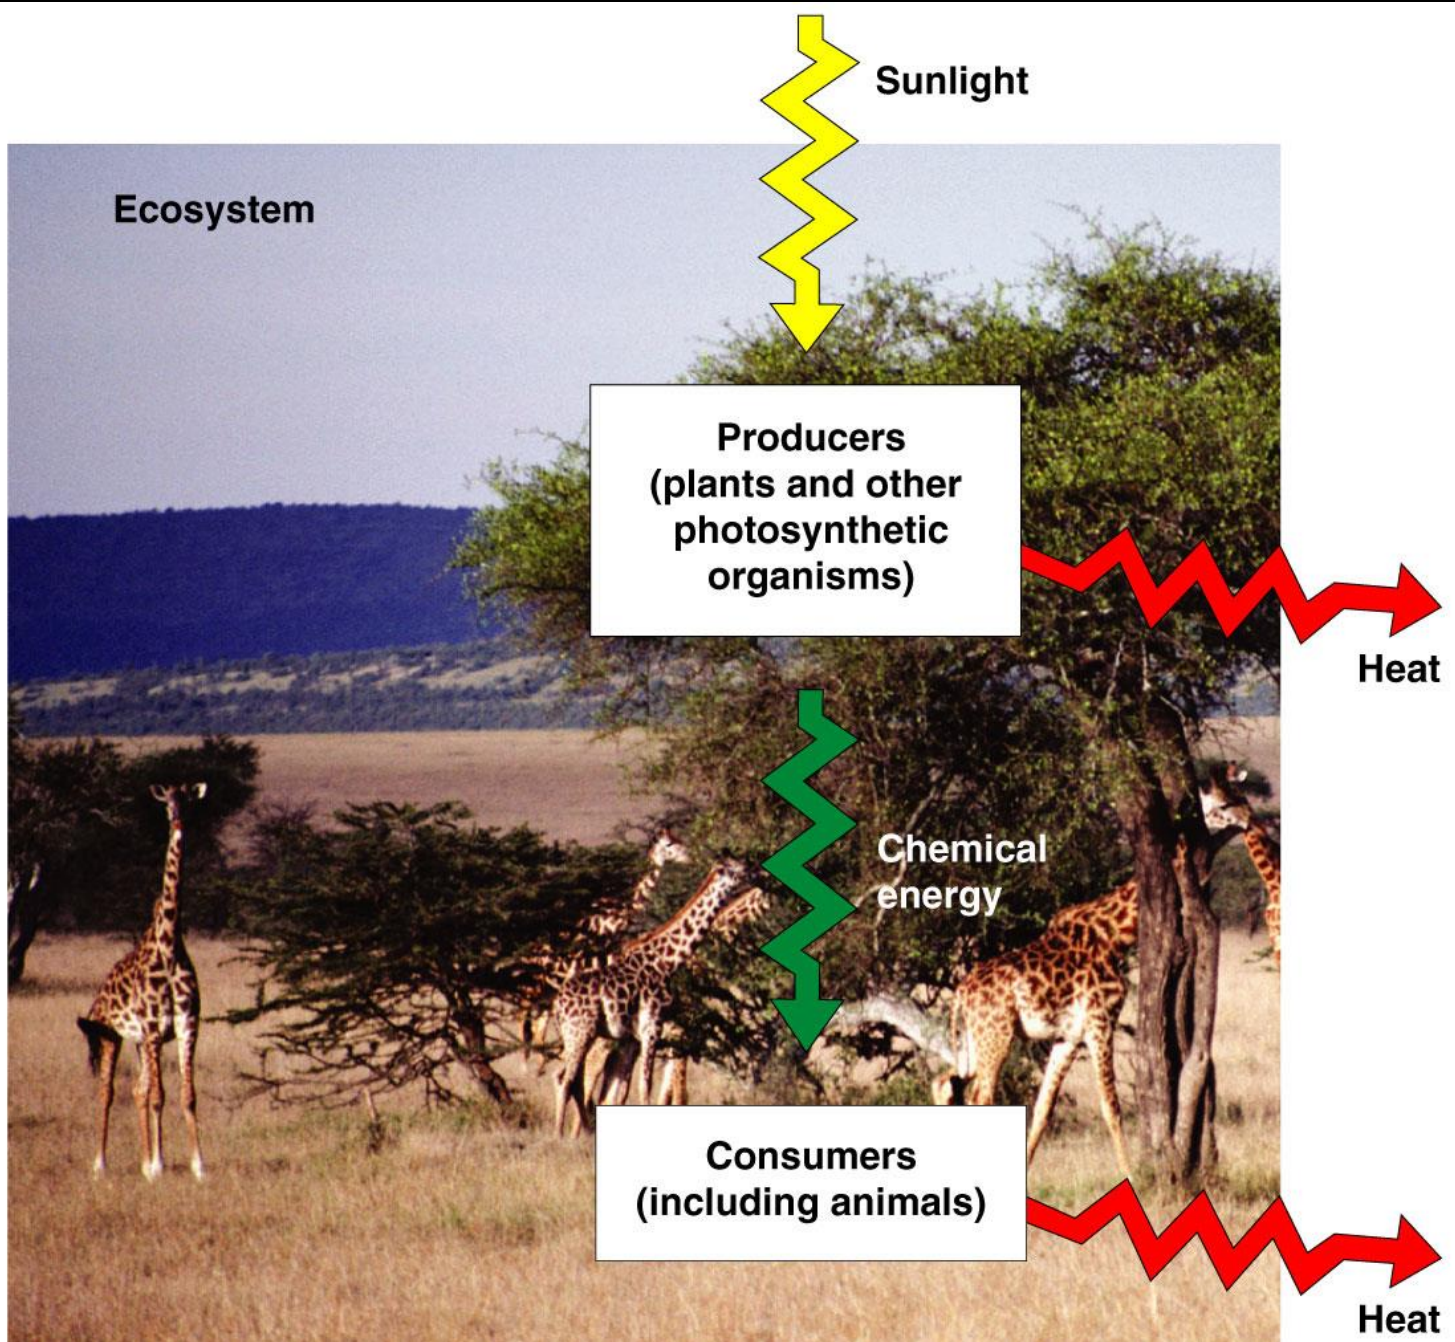 Sunlight
Ecosystem
Producers
(plants and other
photosynthetic
organisms)
Heat
Chemical
energy
Consumers
(including animals)
Heat